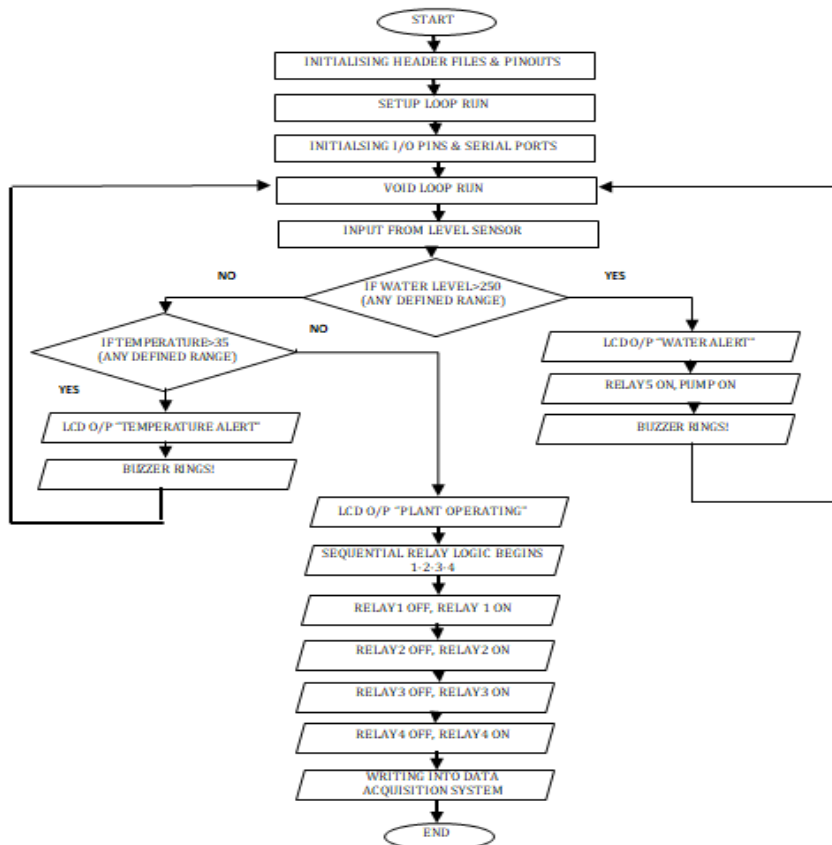 START
INITIALISING HEADER FILES & PINOUTS
SETUP LOOP RUN
INITIALSING I/O PINS & SERIAL PORTS
VOID LOOP RUN
INPUT FROM LEVEL SENSOR
NO
IF WATER LEVEL>250
(ANY DEFINED RANGE)
YES
IF TEMPERATURE>35
(ANY DEFINED RANGE)
NO
YES
LCD O/P "TEMPERATURE ALERT"
BUZZER RINGS!
LCD O/P "WATER ALERT"
RELAY5 ON, PUMP ON
BUZZER RINGS!
LCD O/P "PLANT OPERATING"
SEQUENTIAL RELAY LOGIC BEGINS
1-2-3-4
RELAY1 OFF, RELAY 1 ON
RELAY2 OFF, RELAY2 ON
RELAY3 OFF, RELAY3 ON
RELAY4 OFF, RELAY4 ON
WRITING INTO DATA
ACQUISITION SYSTEM
END